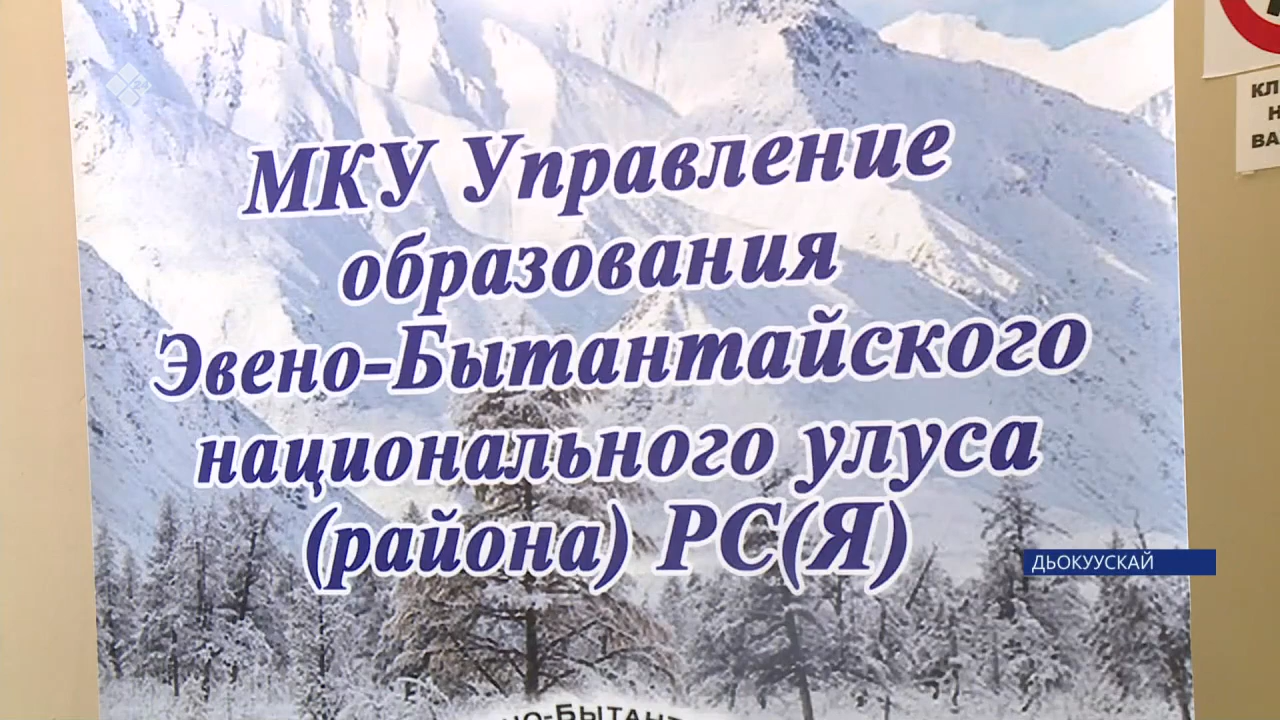 МКУ Управление
образования
Эвено-Бытантайского
национального улуса
(района) РС(Я)
ДЬОКУУСКАЙ